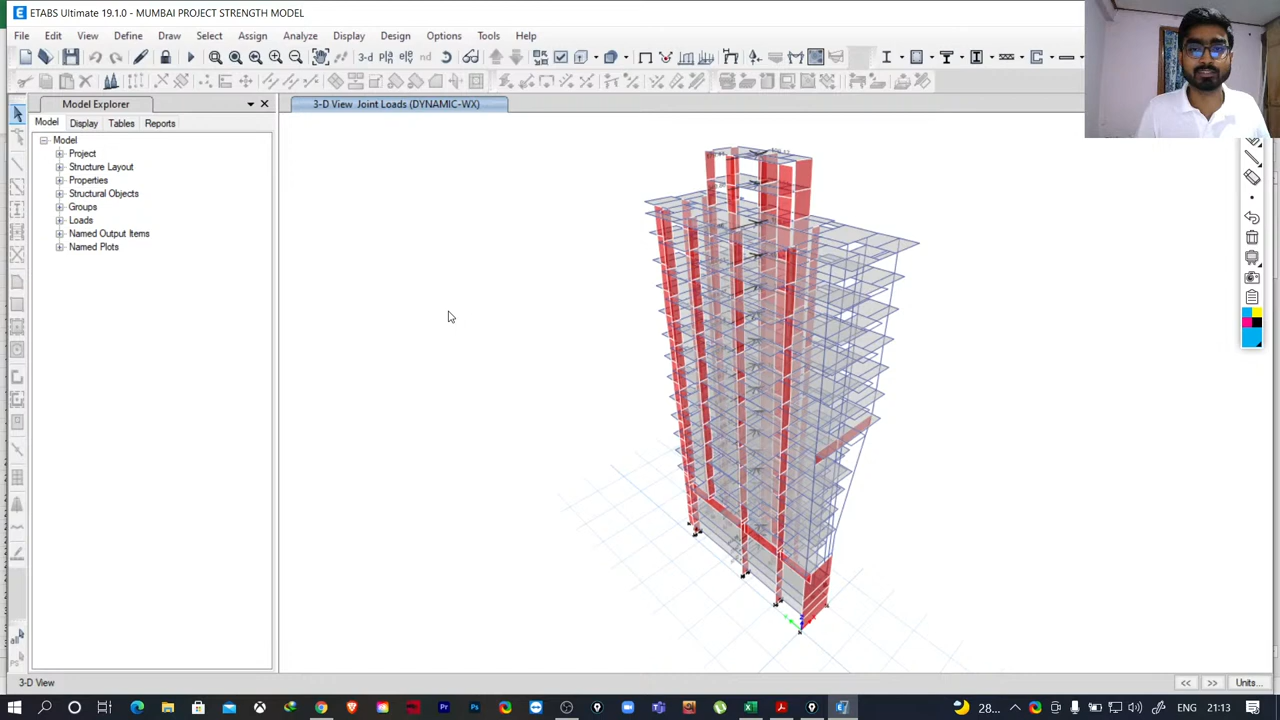 ETABS Ultimate 19.1.0 - MUMBAI PROJECT STRENGTH MODEL
File Edit View Define Draw Select Assign Analyze Display Design Options Tools Help
3-d
Model Explorer
3-D View Joint Loads (DYNAMIC-WX)
Model Display Tables Reports
Model
Project
Structure Layout
Properties
Structural Objects
Groups
Loads
Named Output Items
Named Plots
3-D View
<< >> Units...
28... ENG 21:13